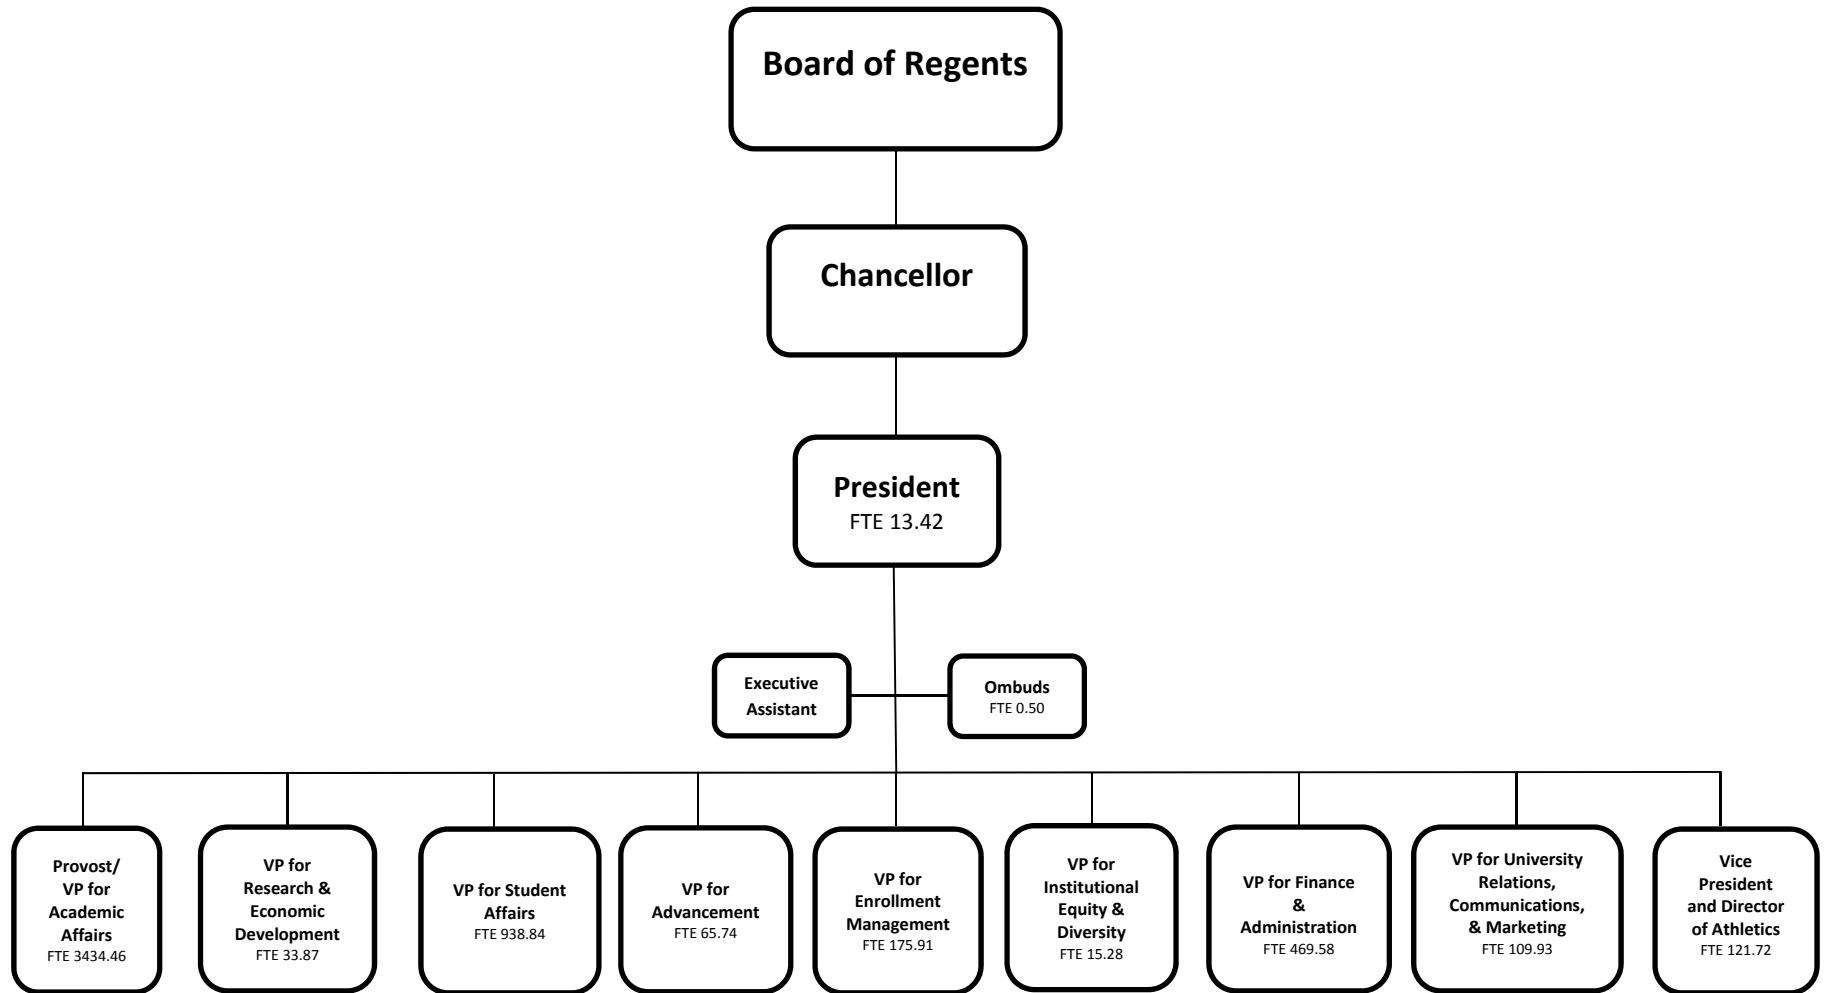 Board of Regents
Chancellor
President
FTE 13.42
Executive
Assistant
Ombuds
FTE 0.50
Provost/
VP for
Academic
Affairs
FTE 3434.46
VP for
Research &
Economic
Development
FTE 33.87
VP for Student
Affairs
FTE 938.84
VP for
Advancement
FTE 65.74
VP for
Enrollment
Management
FTE 175.91
VP for
Institutional
Equity &
Diversity
FTE 15.28
VP for Finance
&
Administration
FTE 469.58
VP for University
Relations,
Communications,
& Marketing
FTE 109.93
Vice
President
and Director
of Athletics
FTE 121.72